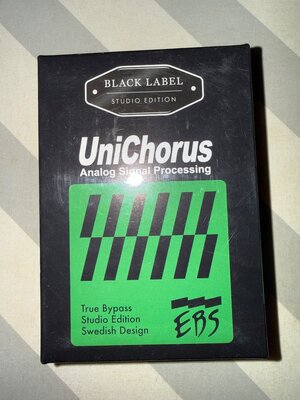 BLACK LABEL
STUDIO EDITION
UniChorus
Analog Signal Processing
True Bypass
Studio Edition
Swedish Design
EBS